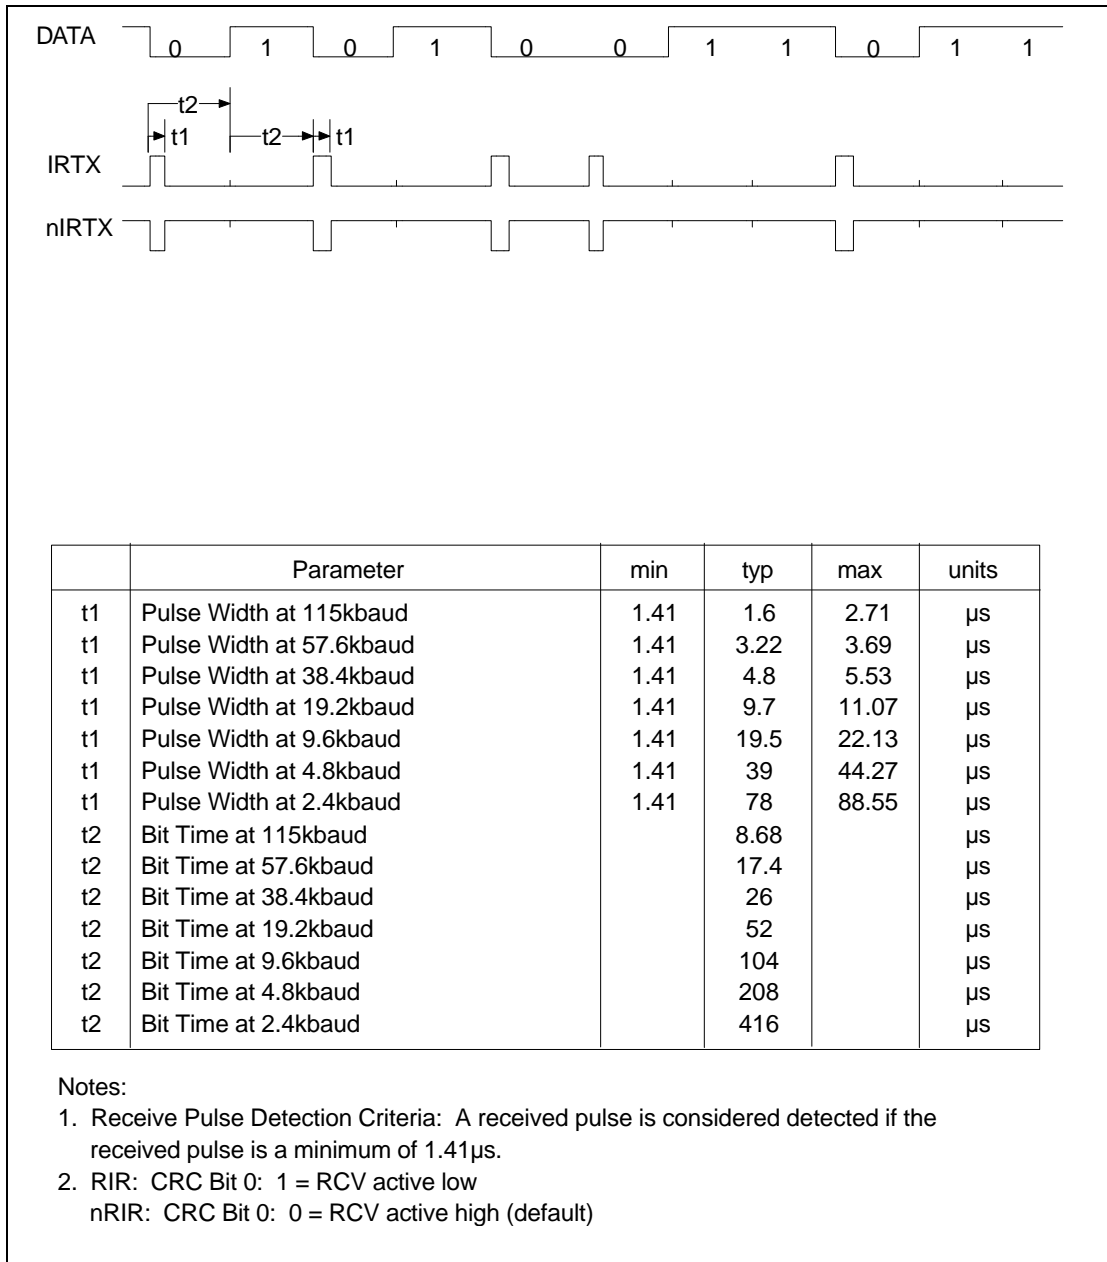 DATA 0 1 0 1 0 0 1 1 0 1 1
t2
t1 t2 t1
IRTX
nIRTX
Parameter min typ max units
t1 Pulse Width at 115kbaud 1.41 1.6 2.71 µs
t1 Pulse Width at 57.6kbaud 1.41 3.22 3.69 µs
t1 Pulse Width at 38.4kbaud 1.41 4.8 5.53 µs
t1 Pulse Width at 19.2kbaud 1.41 9.7 11.07 µs
t1 Pulse Width at 9.6kbaud 1.41 19.5 22.13 µs
t1 Pulse Width at 4.8kbaud 1.41 39 44.27 µs
t1 Pulse Width at 2.4kbaud 1.41 78 88.55 µs
t2 Bit Time at 115kbaud 8.68 µs
t2 Bit Time at 57.6kbaud 17.4 µs
t2 Bit Time at 38.4kbaud 26 µs
t2 Bit Time at 19.2kbaud 52 µs
t2 Bit Time at 9.6kbaud 104 µs
t2 Bit Time at 4.8kbaud 208 µs
t2 Bit Time at 2.4kbaud 416 µs
Notes:
1. Receive Pulse Detection Criteria: A received pulse is considered detected if the
received pulse is a minimum of 1.41µs.
2. RIR: CRC Bit 0: 1 = RCV active low
nRIR: CRC Bit 0: 0 = RCV active high (default)